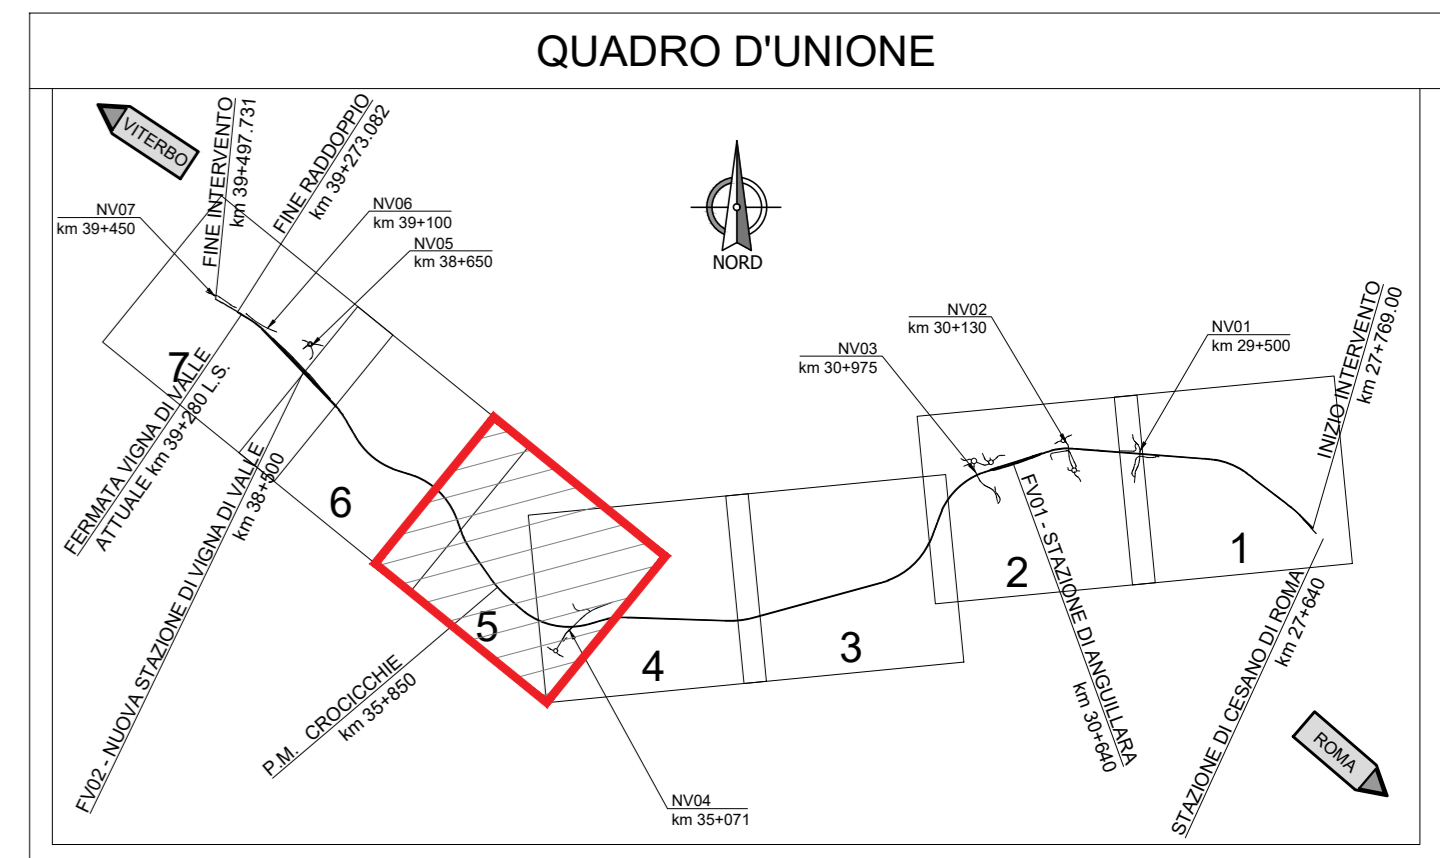 QUADRO D'UNIONE
VITERBO
FINE INTERVENTO
km 39+497.731
FINE RADDOPPIO
km 39+273.082
NV07
km 39+450
NV06
km 39+100
NV05
km 38+650
NORD
NV02
km 30+130
NV03
km 30+975
NV01
km 29+500
INIZIO INTERVENTO
km 27+769.00
7
FERMATA VIGNA DI VALLE
ATTUALE km 39+280 L.S.
FV02 - NUOVA STAZIONE DI VIGNA DI VALLE
km 38+500
6
5
4
3
2
1
P.M. CROCICCHIE
km 35+850
FV01 - STAZIONE DI ANGUILLARA
km 30+640
STAZIONE DI CESANO DI ROMA
km 27+640
NV04
km 35+071
ROMA